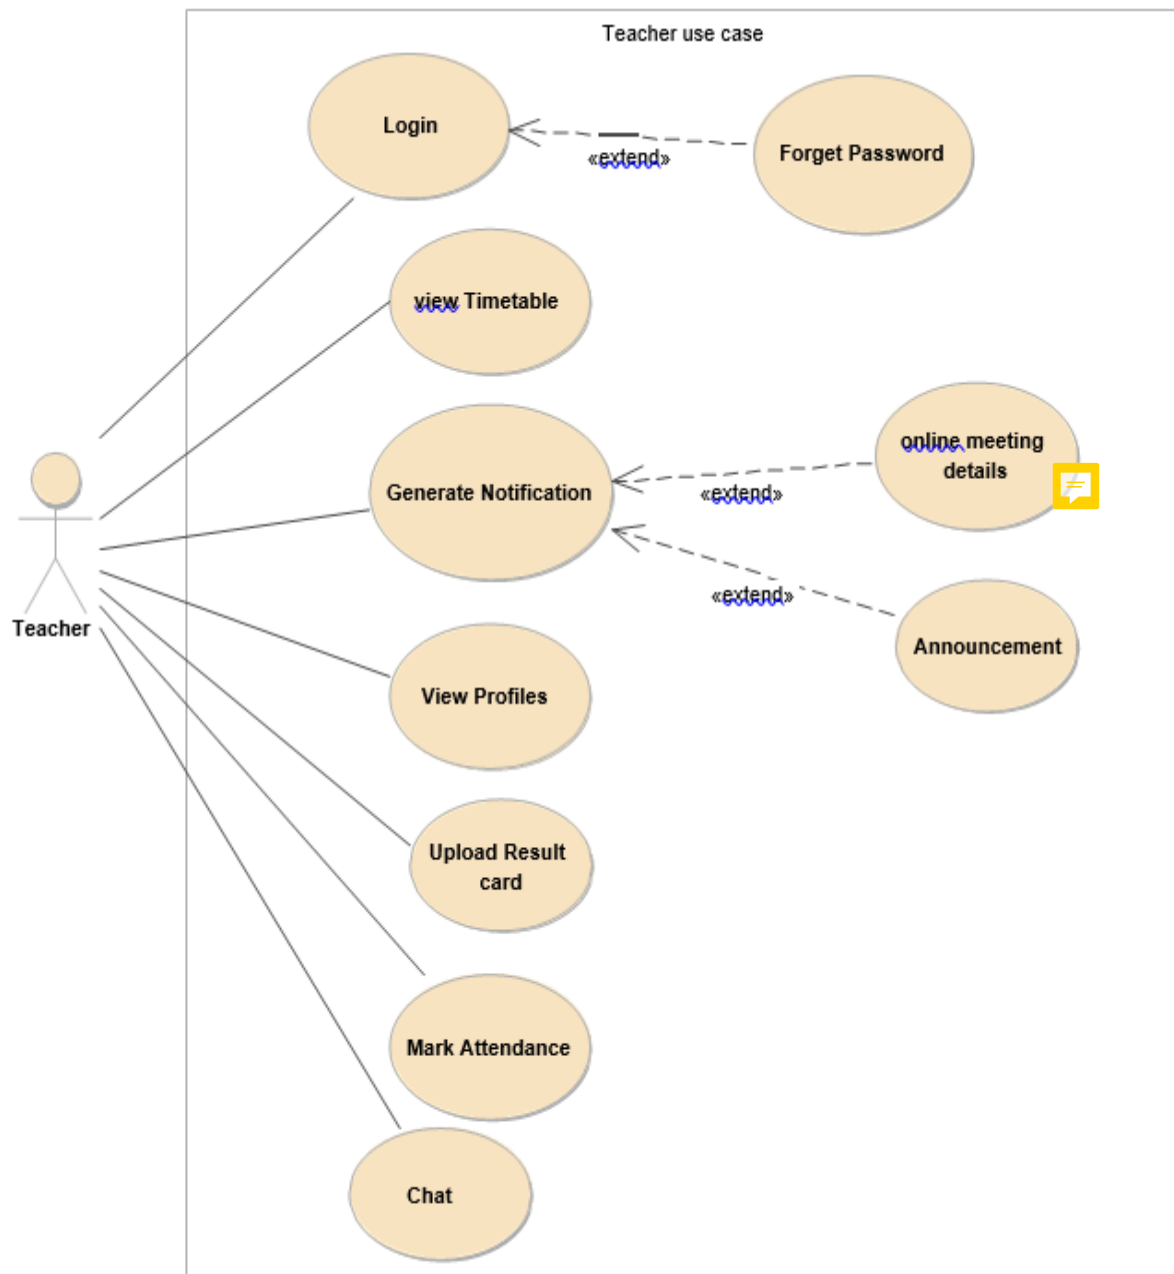 Teacher use case
Login
«extend»
Forget Password
view Timetable
Generate Notification
«extend»
online meeting
details
«extend»
Announcement
Teacher
View Profiles
Upload Result
card
Mark Attendance
Chat